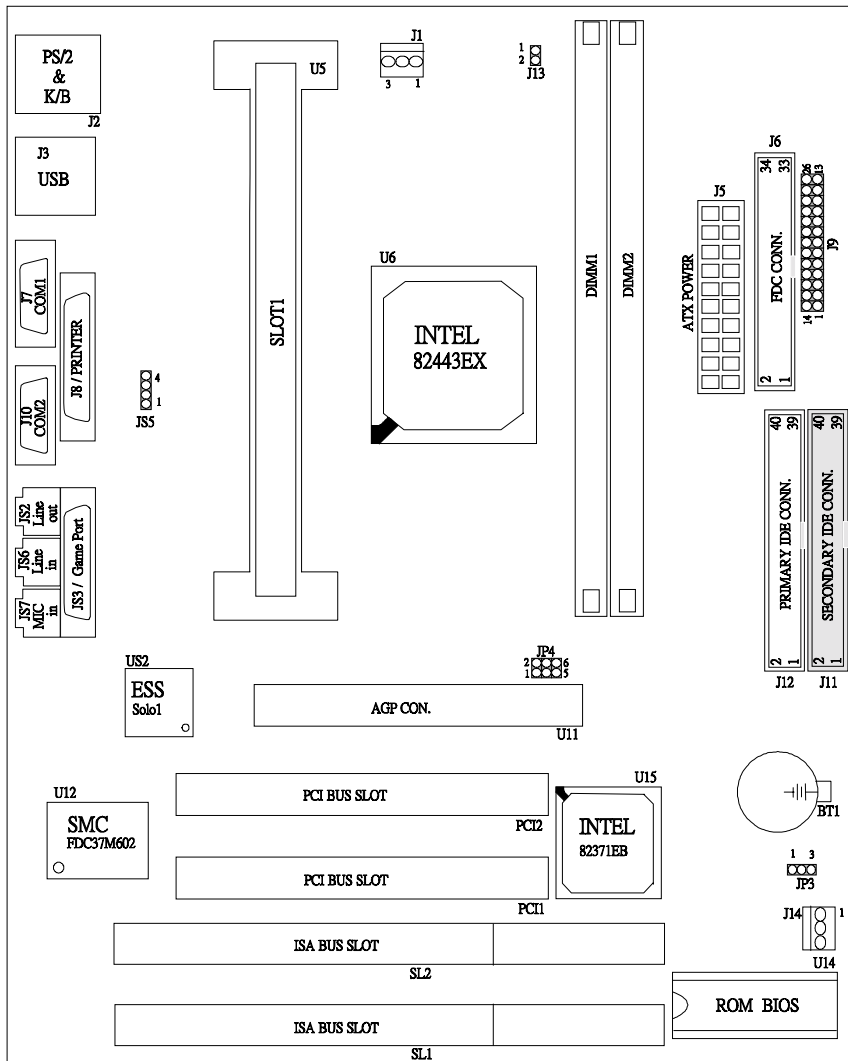 PS/2
&
K/B
J2
J3
USB
J7
COM1
J8 / PRINTER
J10
COM2
4
1
JS5
JS2
Line
out
JS6
Line
in
JS7
MIC
in
JS3 / Game Port
U5
SLOT1
J1
3 1
1
2
J13
U6
INTEL
82443EX
DIMM1
DIMM2
J5
ATX POWER
J6
34 33
FDC CONN.
2 1
26 13
J9
14 1
40 39
PRIMARY IDE CONN.
2 1
J12
40 39
SECONDARY IDE CONN.
2 1
J11
US2
ESS
Solo1
JP4
2 6
1 5
AGP CON.
U11
U12
SMC
FDC37M602
PCI BUS SLOT
PCI2
U15
INTEL
82371EB
BT1
PCI BUS SLOT
PCI1
1 3
JP3
J14 1
ISA BUS SLOT
SL2
U14
ROM BIOS
ISA BUS SLOT
SL1